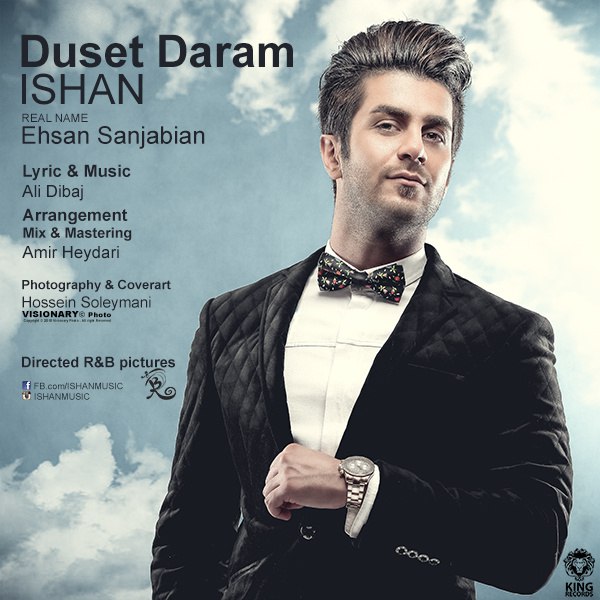 Duset Daram
ISHAN
REAL NAME
Ehsan Sanjabian
Lyric & Music
Ali Dibaj
Arrangement
Mix & Mastering
Amir Heydari
Photography & Coverart
Hossein Soleymani
VISIONARY© Photo
Directed R&B pictures
FB.com/ISHANMUSIC
ISHANMUSIC
KING
RECORDS